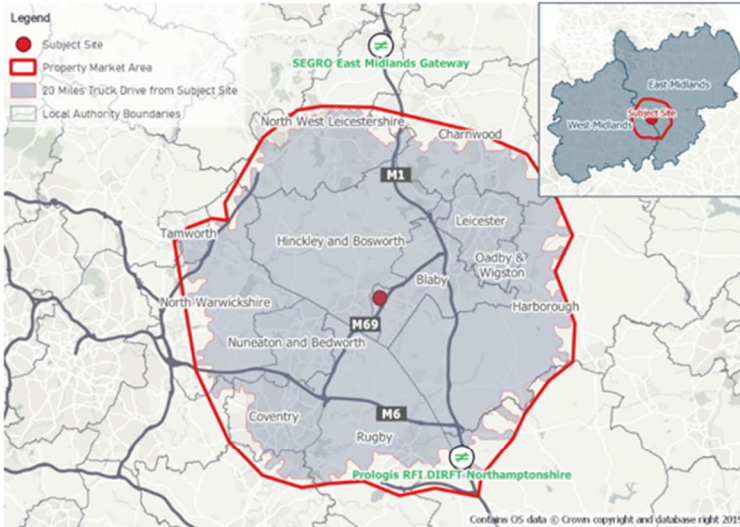 Legend
Subject Site
Property Market Area
20 Miles Truck Drive from Subject Site
Local Authority Boundaries
SEGRO East Midlands Gateway
East Midlands
Subject Site
West Midlands
North West Leicestershire
Charnwood
M1
Leicester
Tamworth
Hinckley and Bosworth
Oadby &
Wigston
Blaby
North Warwickshire
Harborough
M69
Nuneaton and Bedworth
Coventry
M6
Rugby
Prologis RFI DIRFT Northamptonshire
Contains OS data © Crown copyright and database right 2019